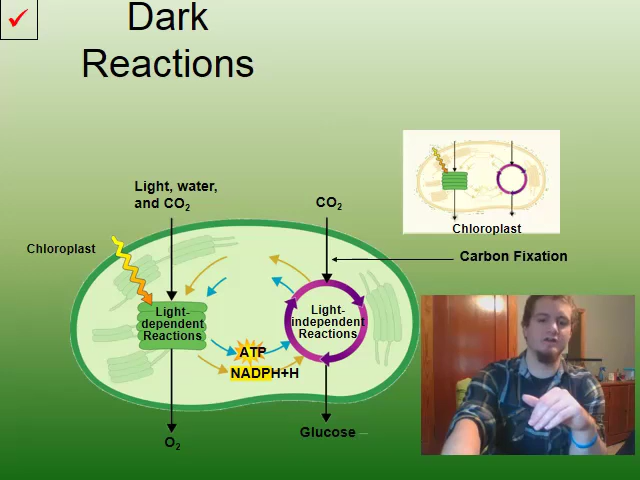 Dark
Reactions
Light, water,
and CO₂
CO₂
Chloroplast
Chloroplast
Carbon Fixation
Light-
dependent
Reactions
Light-
independent
Reactions
ATP
NADPH+H
O₂
Glucose